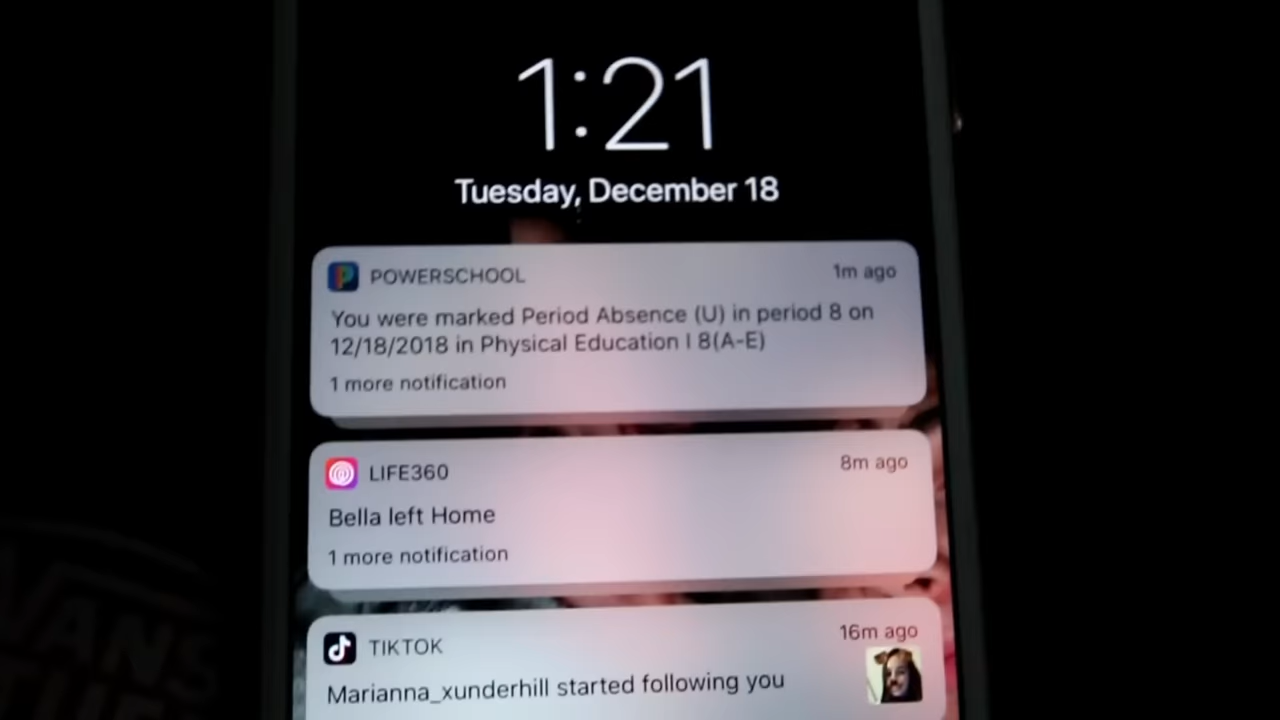 1:21
Tuesday, December 18
POWERSCHOOL
1m ago
You were marked Period Absence (U) in period 8 on
12/18/2018 in Physical Education I 8(A-E)
1 more notification
LIFE360
8m ago
Bella left Home
1 more notification
TIKTOK
16m ago
Marianna_xunderhill started following you
VANS